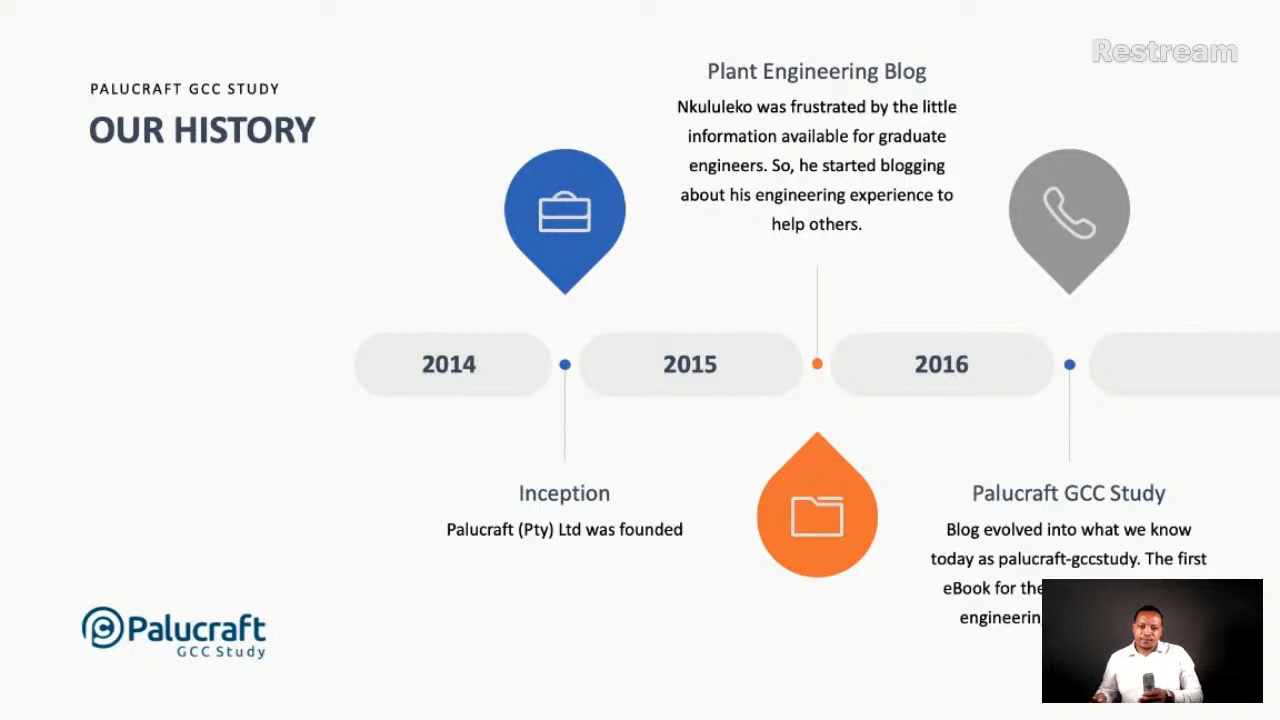 PALUCRAFT GCC STUDY
OUR HISTORY
Restream
Plant Engineering Blog
Nkululeko was frustrated by the little
information available for graduate
engineers. So, he started blogging
about his engineering experience to
help others.
2014
2015
2016
Inception
Palucraft (Pty) Ltd was founded
Palucraft GCC Study
Blog evolved into what we know
today as palucraft-gccstudy. The first
eBook for the
Palucraft
GCC Study